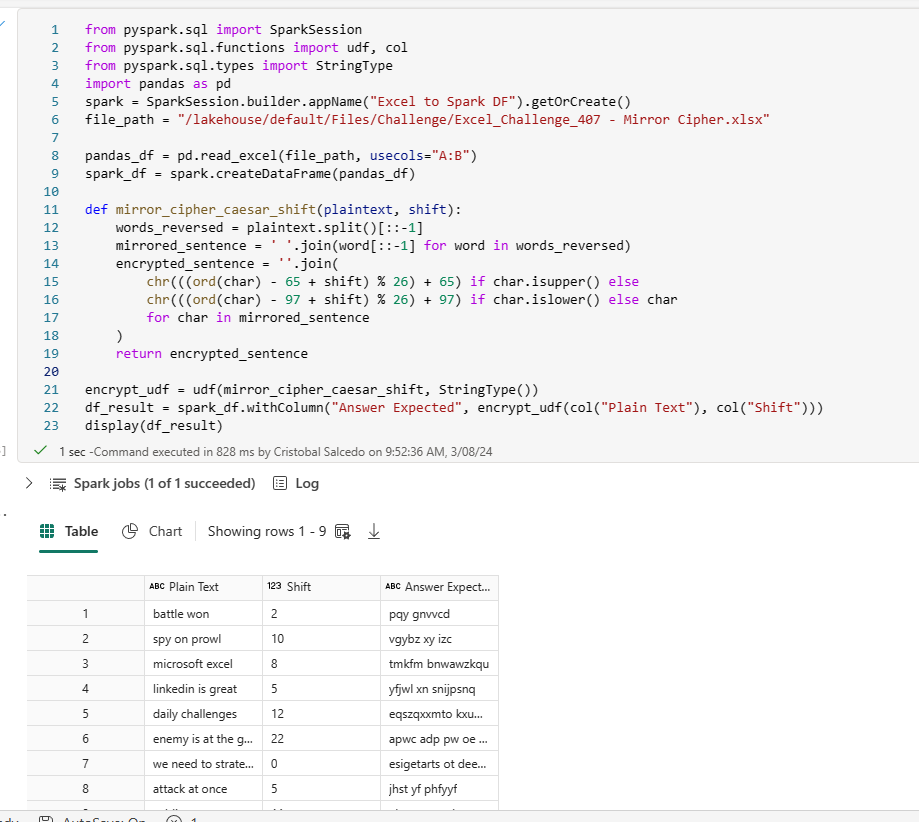 1 from pyspark.sql import SparkSession
2 from pyspark.sql.functions import udf, col
3 from pyspark.sql.types import StringType
4 import pandas as pd
5 spark = SparkSession.builder.appName("Excel to Spark DF").getOrCreate()
6 file_path = "/lakehouse/default/Files/Challenge/Excel_Challenge_407 - Mirror Cipher.xlsx"
7
8 pandas_df = pd.read_excel(file_path, usecols="A:B")
9 spark_df = spark.createDataFrame(pandas_df)
10
11 def mirror_cipher_caesar_shift(plaintext, shift):
12     words_reversed = plaintext.split()[::-1]
13     mirrored_sentence = ' '.join(word[::-1] for word in words_reversed)
14     encrypted_sentence = ''.join(
15         chr(((ord(char) - 65 + shift) % 26) + 65) if char.isupper() else
16         chr(((ord(char) - 97 + shift) % 26) + 97) if char.islower() else char
17         for char in mirrored_sentence
18     )
19     return encrypted_sentence
20
21 encrypt_udf = udf(mirror_cipher_caesar_shift, StringType())
22 df_result = spark_df.withColumn("Answer Expected", encrypt_udf(col("Plain Text"), col("Shift")))
23 display(df_result)
1 sec -Command executed in 828 ms by Cristobal Salcedo on 9:52:36 AM, 3/08/24
Spark jobs (1 of 1 succeeded) Log
Table Chart Showing rows 1 - 9
ABC Plain Text 123 Shift ABC Answer Expect...
1 battle won 2 pqy gnvvcd
2 spy on prowl 10 vgybz xy izc
3 microsoft excel 8 tmkfm bnwawzkqu
4 linkedin is great 5 yfjwl xn snijpsnq
5 daily challenges 12 eqszqxxmto kxu...
6 enemy is at the g... 22 apwc adp pw oe ...
7 we need to strate... 0 esigetarts ot dee...
8 attack at once 5 jhst yf phfyyf